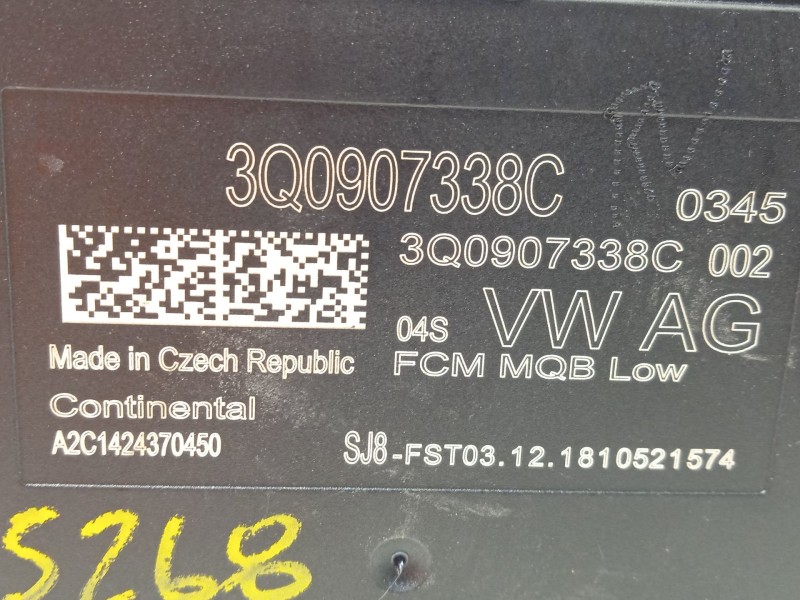 3Q0907338C
0345
3Q0907338C 002
04S VW AG
Made in Czech Republic
FCM MQB Low
Continental
A2C1424370450
SJ8-FST03.12.1810521574
5268